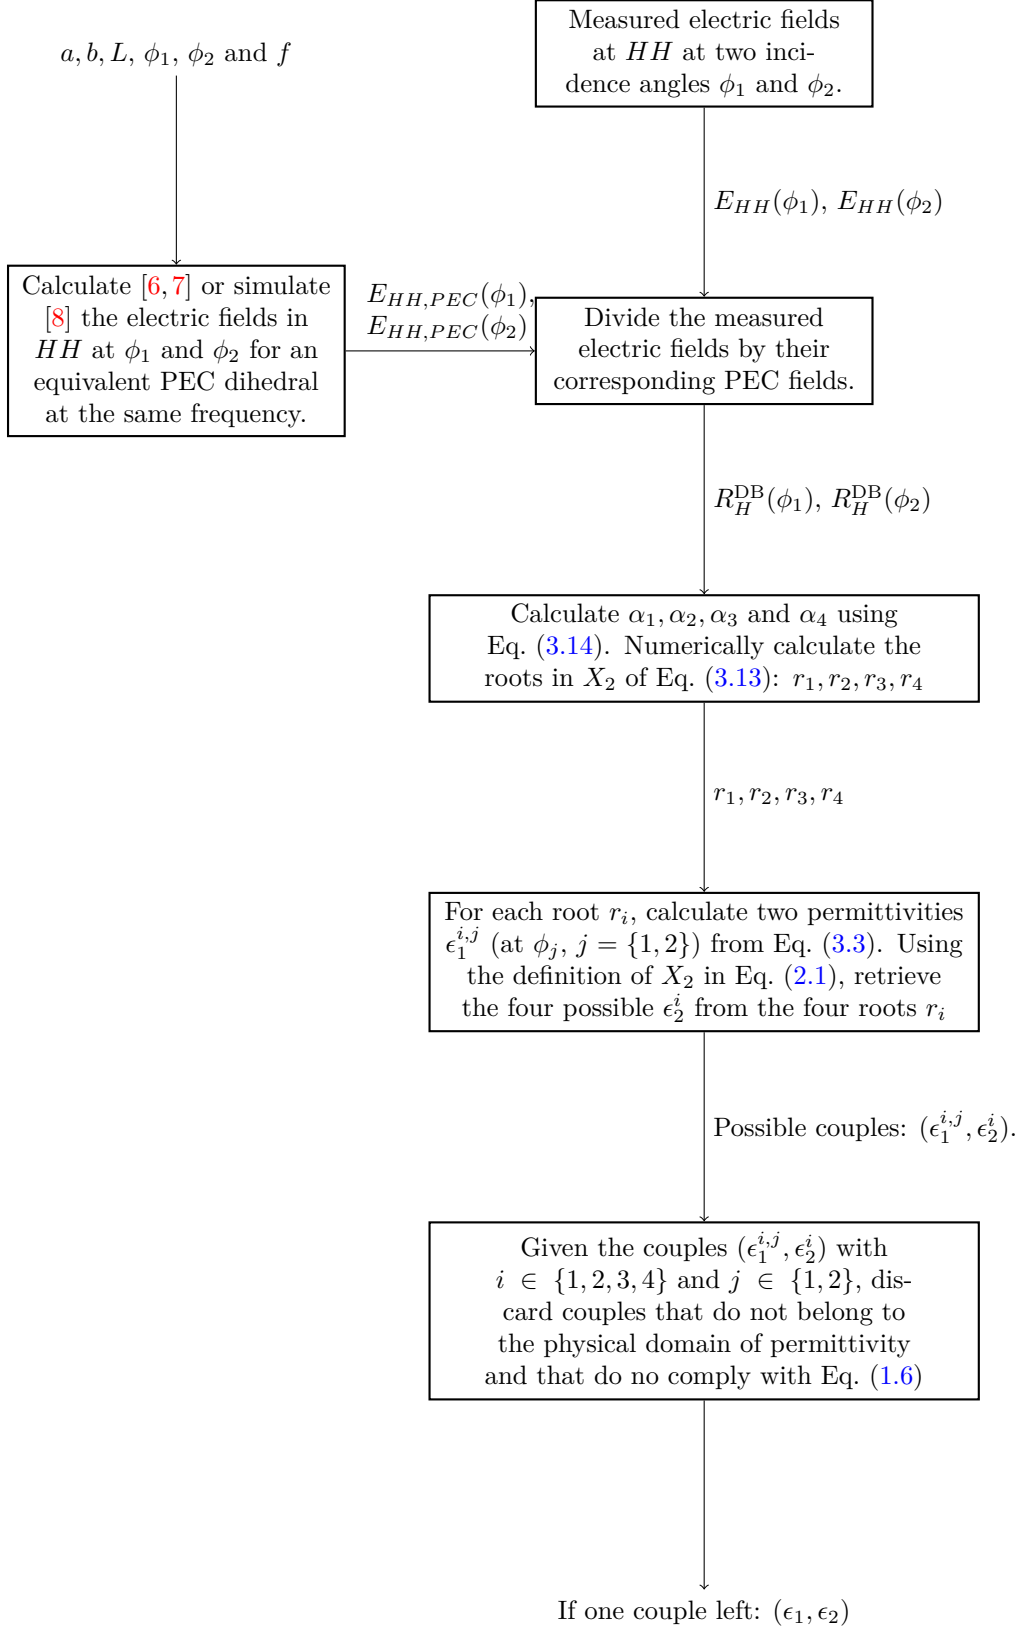 a, b, L, ϕ₁, ϕ₂ and f
Measured electric fields
at HH at two inci-
dence angles ϕ₁ and ϕ₂.
E_HH(ϕ₁), E_HH(ϕ₂)
Calculate [6, 7] or simulate
[8] the electric fields in
HH at ϕ₁ and ϕ₂ for an
equivalent PEC dihedral
at the same frequency.
E_{HH,PEC}(ϕ₁),
E_{HH,PEC}(ϕ₂)
Divide the measured
electric fields by their
corresponding PEC fields.
R_H^DB(ϕ₁), R_H^DB(ϕ₂)
Calculate α₁, α₂, α₃ and α₄ using
Eq. (3.14). Numerically calculate the
roots in X₂ of Eq. (3.13): r₁, r₂, r₃, r₄
r₁, r₂, r₃, r₄
For each root rᵢ, calculate two permittivities
ϵ₁^{i,j} (at ϕⱼ, j = {1, 2}) from Eq. (3.3). Using
the definition of X₂ in Eq. (2.1), retrieve
the four possible ϵ₂^i from the four roots rᵢ
Possible couples: (ϵ₁^{i,j}, ϵ₂^i).
Given the couples (ϵ₁^{i,j}, ϵ₂^i) with
i ∈ {1, 2, 3, 4} and j ∈ {1, 2}, dis-
card couples that do not belong to
the physical domain of permittivity
and that do no comply with Eq. (1.6)
If one couple left: (ϵ₁, ϵ₂)